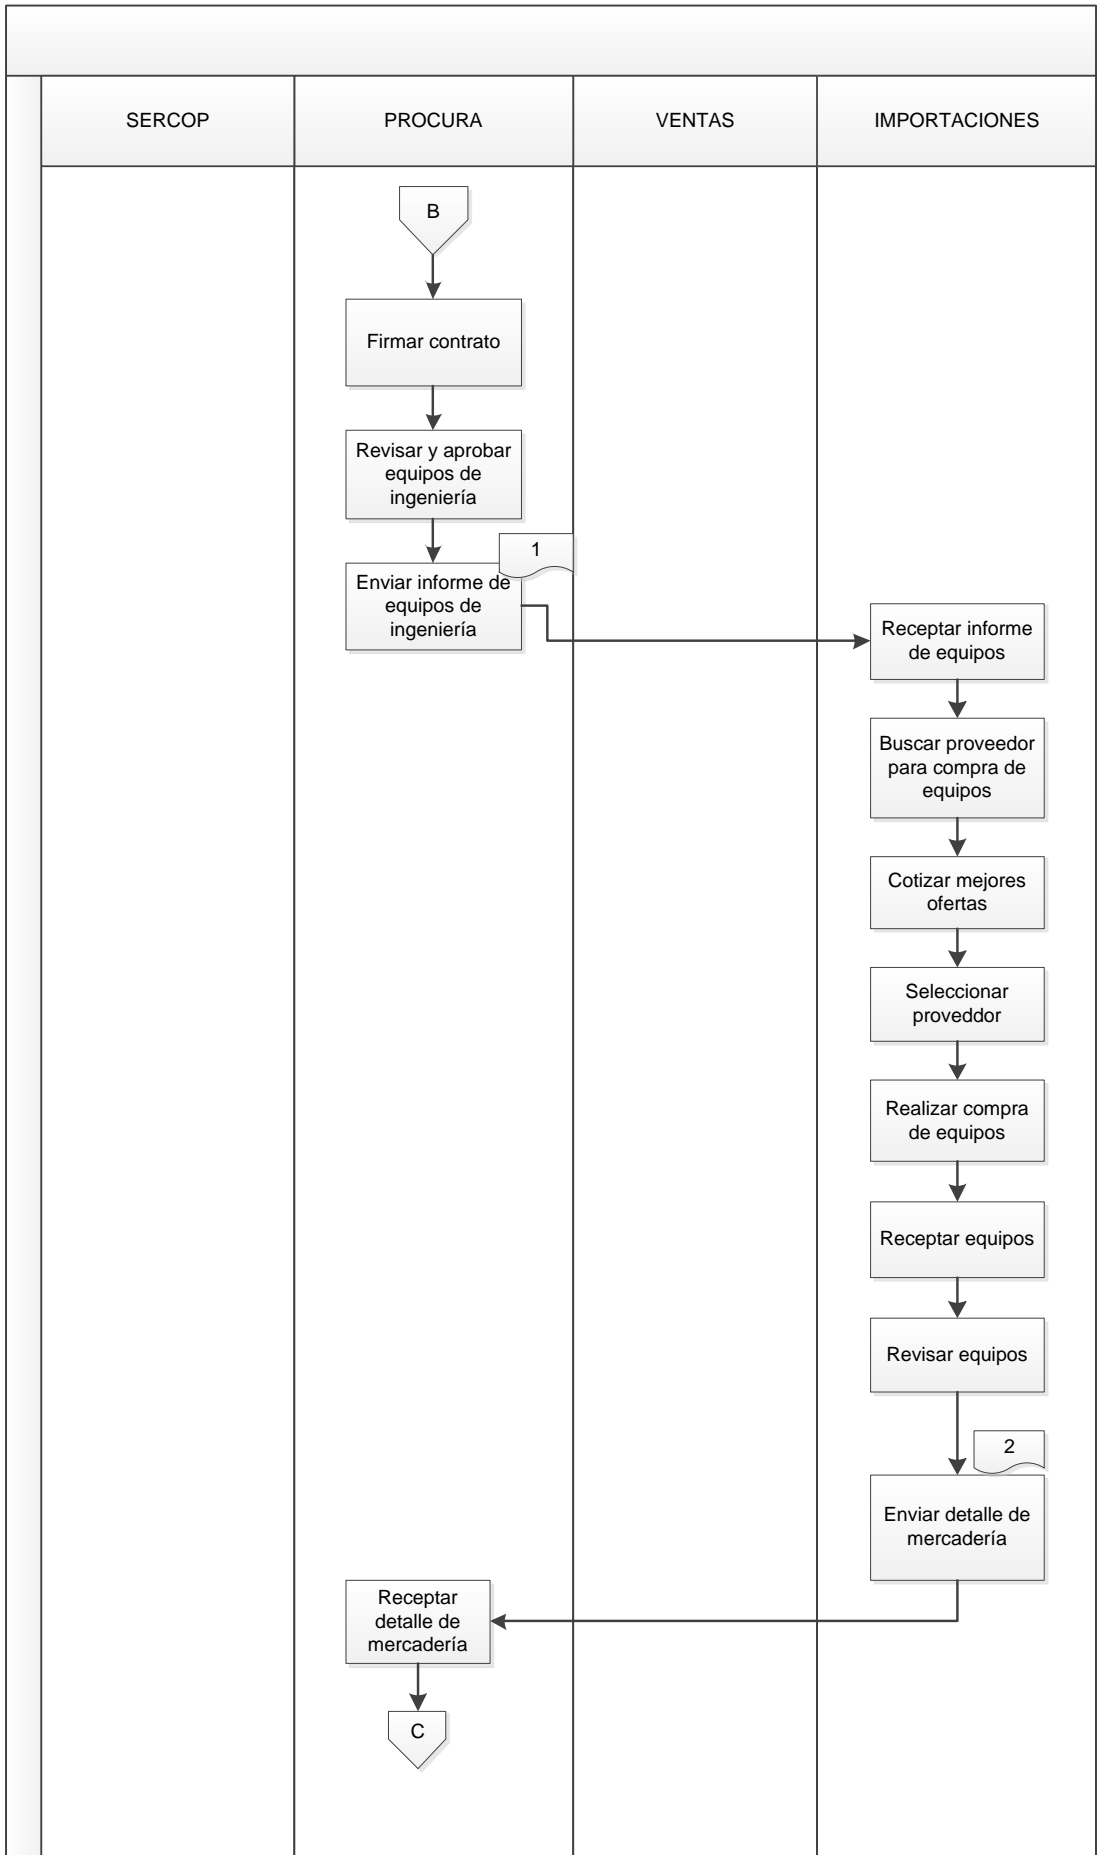 SERCOP
PROCURA
VENTAS
IMPORTACIONES
B
Firmar contrato
Revisar y aprobar
equipos de
ingeniería
1
Enviar informe de
equipos de
ingeniería
Receptar informe
de equipos
Buscar proveedor
para compra de
equipos
Cotizar mejores
ofertas
Seleccionar
proveddor
Realizar compra
de equipos
Receptar equipos
Revisar equipos
2
Enviar detalle de
mercadería
Receptar
detalle de
mercadería
C